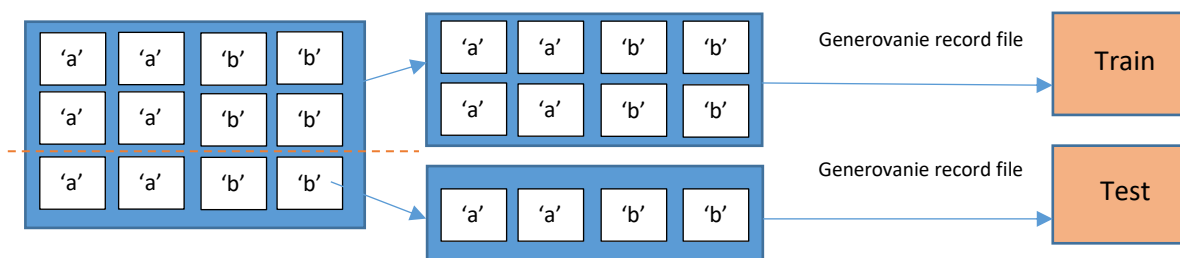 ‘a’ ‘a’ ‘b’ ‘b’
‘a’ ‘a’ ‘b’ ‘b’
‘a’ ‘a’ ‘b’ ‘b’
‘a’ ‘a’ ‘b’ ‘b’
‘a’ ‘a’ ‘b’ ‘b’
‘a’ ‘a’ ‘b’ ‘b’
Generovanie record file
Train
Generovanie record file
Test